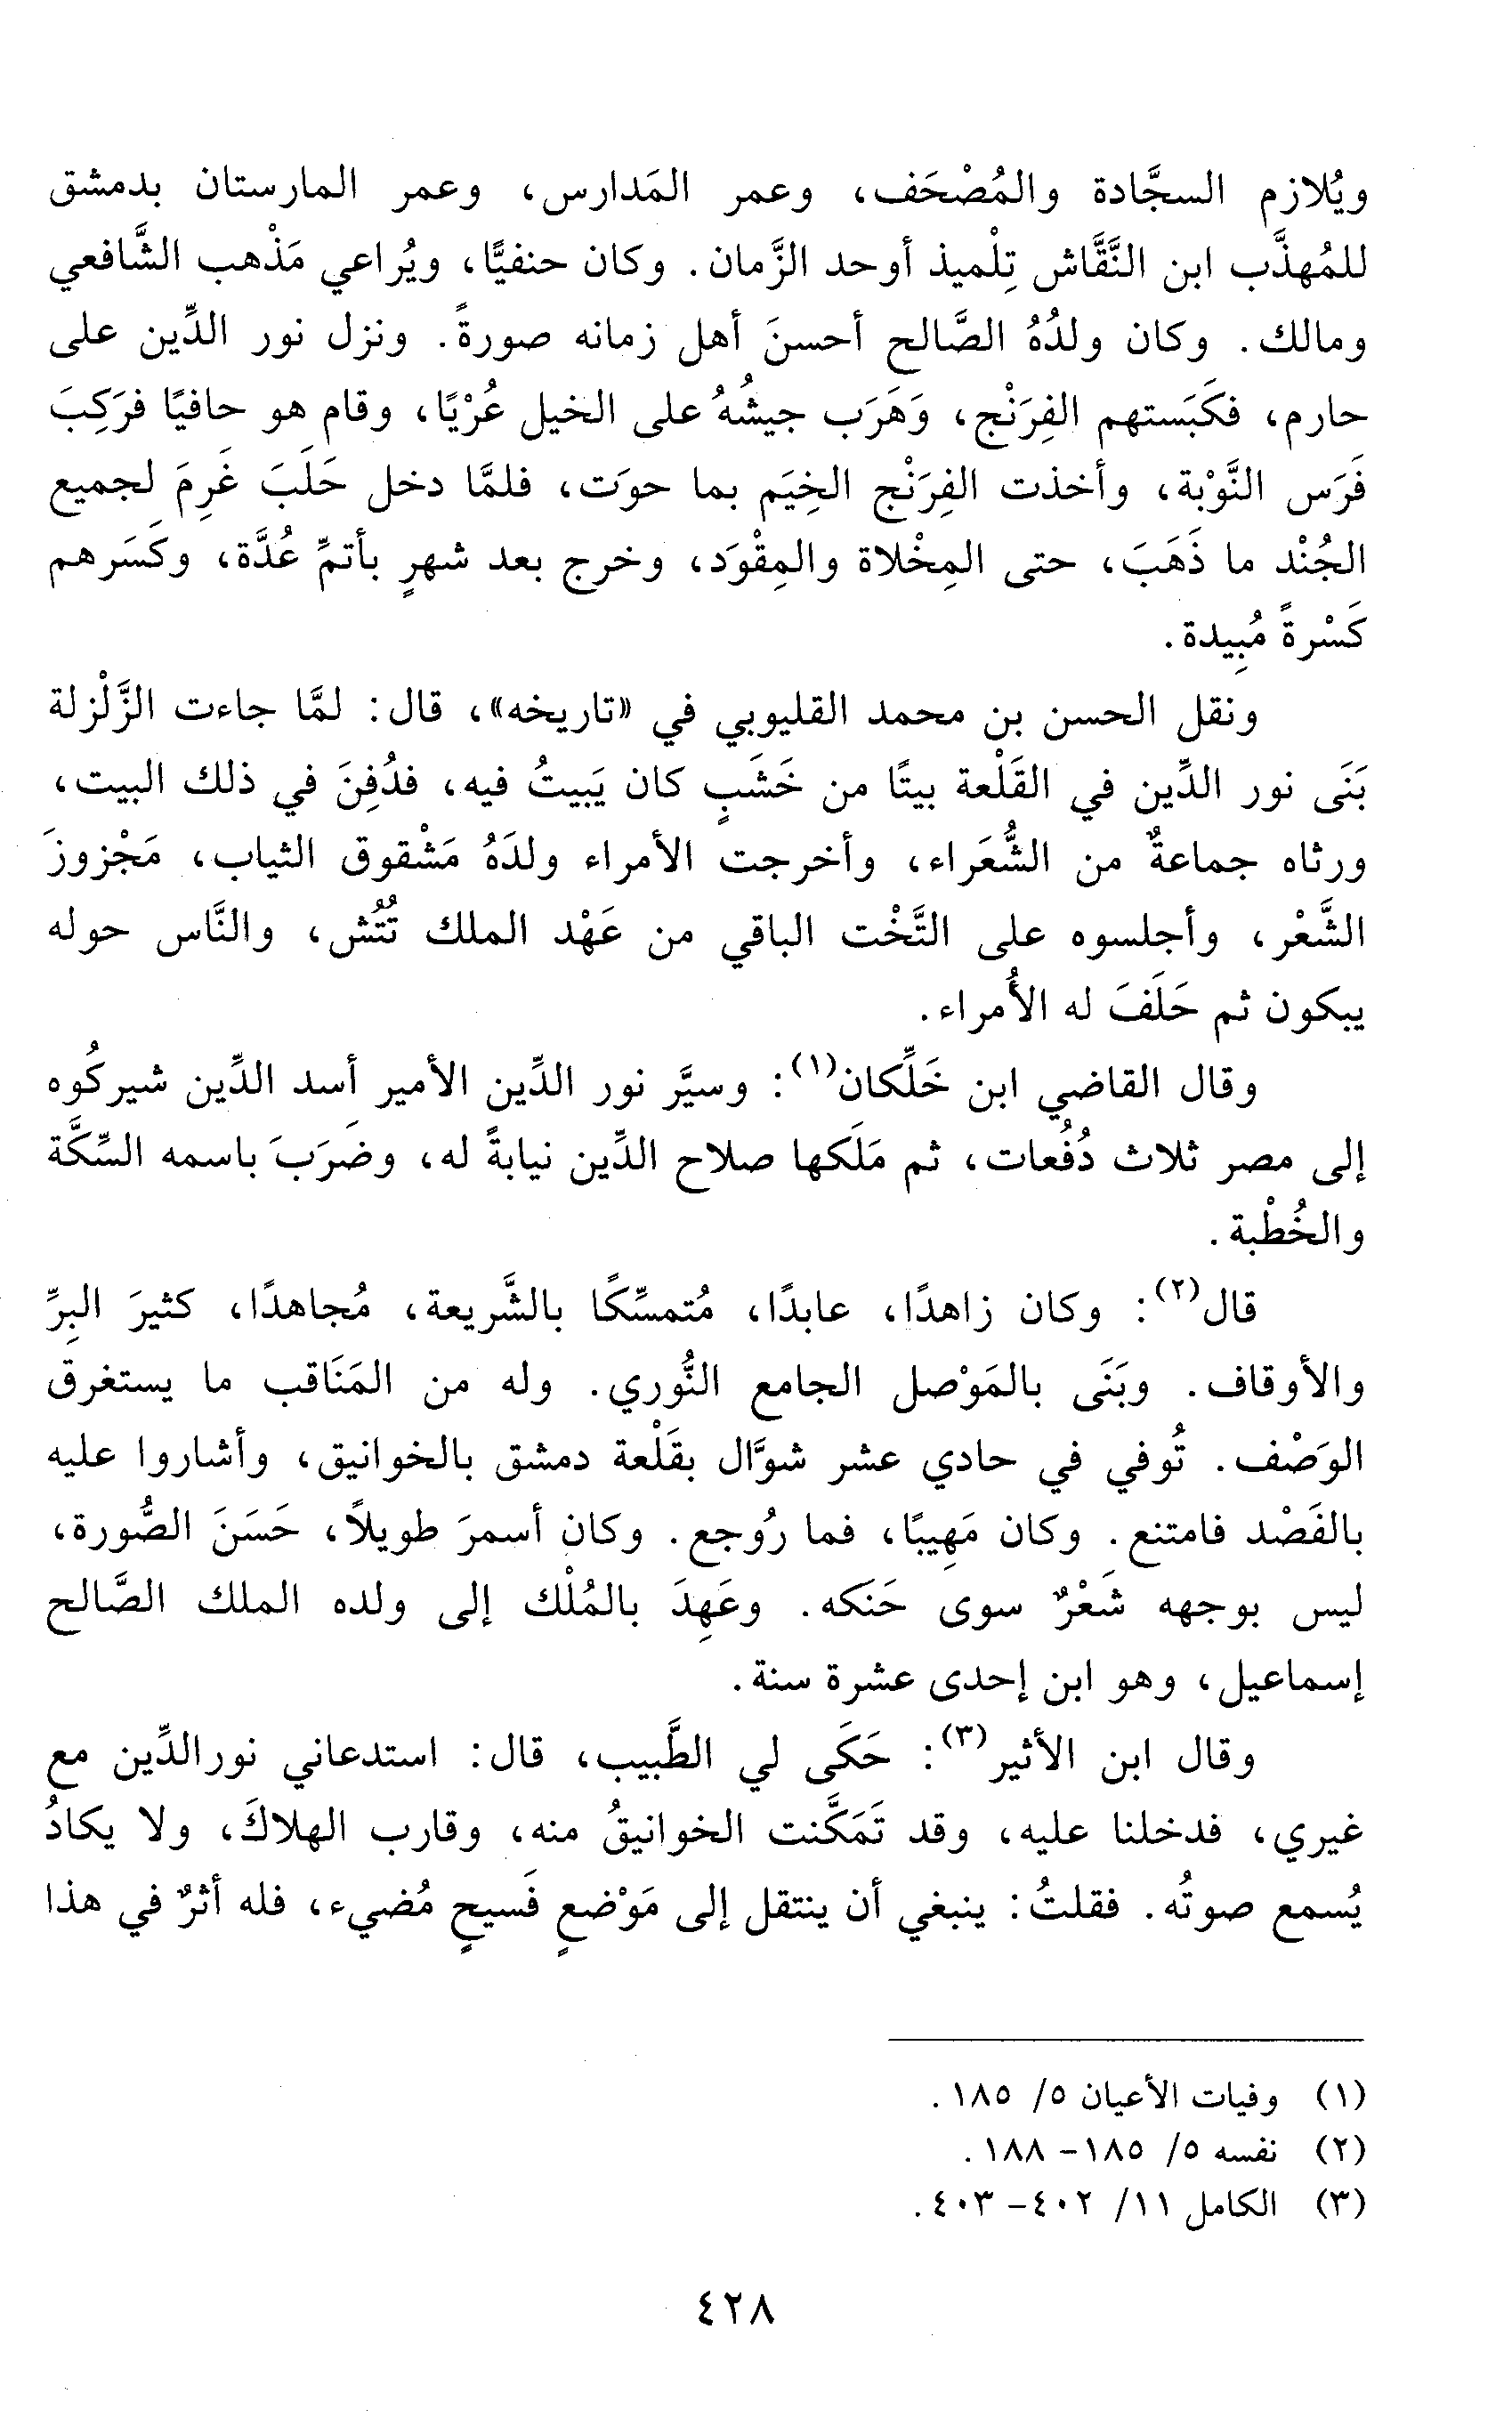 ويُلازم السجَّادة والمُصْحَف، وعمر المَدارس، وعمر المارستان بدمشق
للمُهذَّب ابن النَّقَّاش تِلْميذ أوحد الزَّمان. وكان حنفيًّا، ويُراعي مَذْهب الشَّافعي
ومالك. وكان ولدُهُ الصَّالح أحسنَ أهل زمانه صورةً. ونزل نور الدِّين على
حارم، فكَبَستهم الفِرَنْج، وَهَرَب جيشُهُ على الخيل عُرْيًا، وقام هو حافيًا فرَكِبَ
فَرَس النَّوْبة، وأخذت الفِرَنْج الخِيَم بما حوَت، فلمَّا دخل حَلَبَ غَرِمَ لجميع
الجُنْد ما ذَهَبَ، حتى المِخْلاة والمِقْوَد، وخرج بعد شهرٍ بأتمِّ عُدَّة، وكَسَرهم
كَسْرةً مُبِيدة.
ونقل الحسن بن محمد القليوبي في «تاريخه»، قال: لمَّا جاءت الزَّلْزلة
بَنَى نور الدِّين في القَلْعة بيتًا من خَشَبٍ كان يَبيتُ فيه، فدُفِنَ في ذلك البيت،
ورثاه جماعةٌ من الشُّعَراء، وأخرجت الأمراء ولدَهُ مَشْقوق الثياب، مَجْزوزَ
الشَّعْر، وأجلسوه على التَّخْت الباقي من عَهْد الملك تُتُش، والنَّاس حوله
يبكون ثم حَلَفَ له الأُمراء.
وقال القاضي ابن خَلِّكان(١): وسيَّر نور الدِّين الأمير أسد الدِّين شيركُوه
إلى مصر ثلاث دُفُعات، ثم مَلَكها صلاح الدِّين نيابةً له، وضَرَبَ باسمه السِّكَّة
والخُطْبة.
قال(٢): وكان زاهدًا، عابدًا، مُتمسِّكًا بالشَّريعة، مُجاهدًا، كثيرَ البِرِّ
والأوقاف. وبَنَى بالمَوْصل الجامع النُّوري. وله من المَنَاقب ما يستغرق
الوَصْف. تُوفي في حادي عشر شوَّال بقَلْعة دمشق بالخوانيق، وأشاروا عليه
بالفَصْد فامتنع. وكان مَهِيبًا، فما رُوجع. وكان أسمرَ طويلاً، حَسَنَ الصُّورة،
ليس بوجهه شَعْرٌ سوى حَنَكه. وعَهِدَ بالمُلْك إلى ولده الملك الصَّالح
إسماعيل، وهو ابن إحدى عشرة سنة.
وقال ابن الأثير(٣): حَكَى لي الطَّبيب، قال: استدعاني نورالدِّين مع
غيري، فدخلنا عليه، وقد تَمَكَّنت الخوانيقُ منه، وقارب الهلاكَ، ولا يكادُ
يُسمع صوتُه. فقلتُ: ينبغي أن ينتقل إلى مَوْضعٍ فَسيحٍ مُضيء، فله أثرٌ في هذا
(١) وفيات الأعيان ٥/ ١٨٥.
(٢) نفسه ٥/ ١٨٥- ١٨٨.
(٣) الكامل ١١/ ٤٠٢- ٤٠٣.
٤٢٨